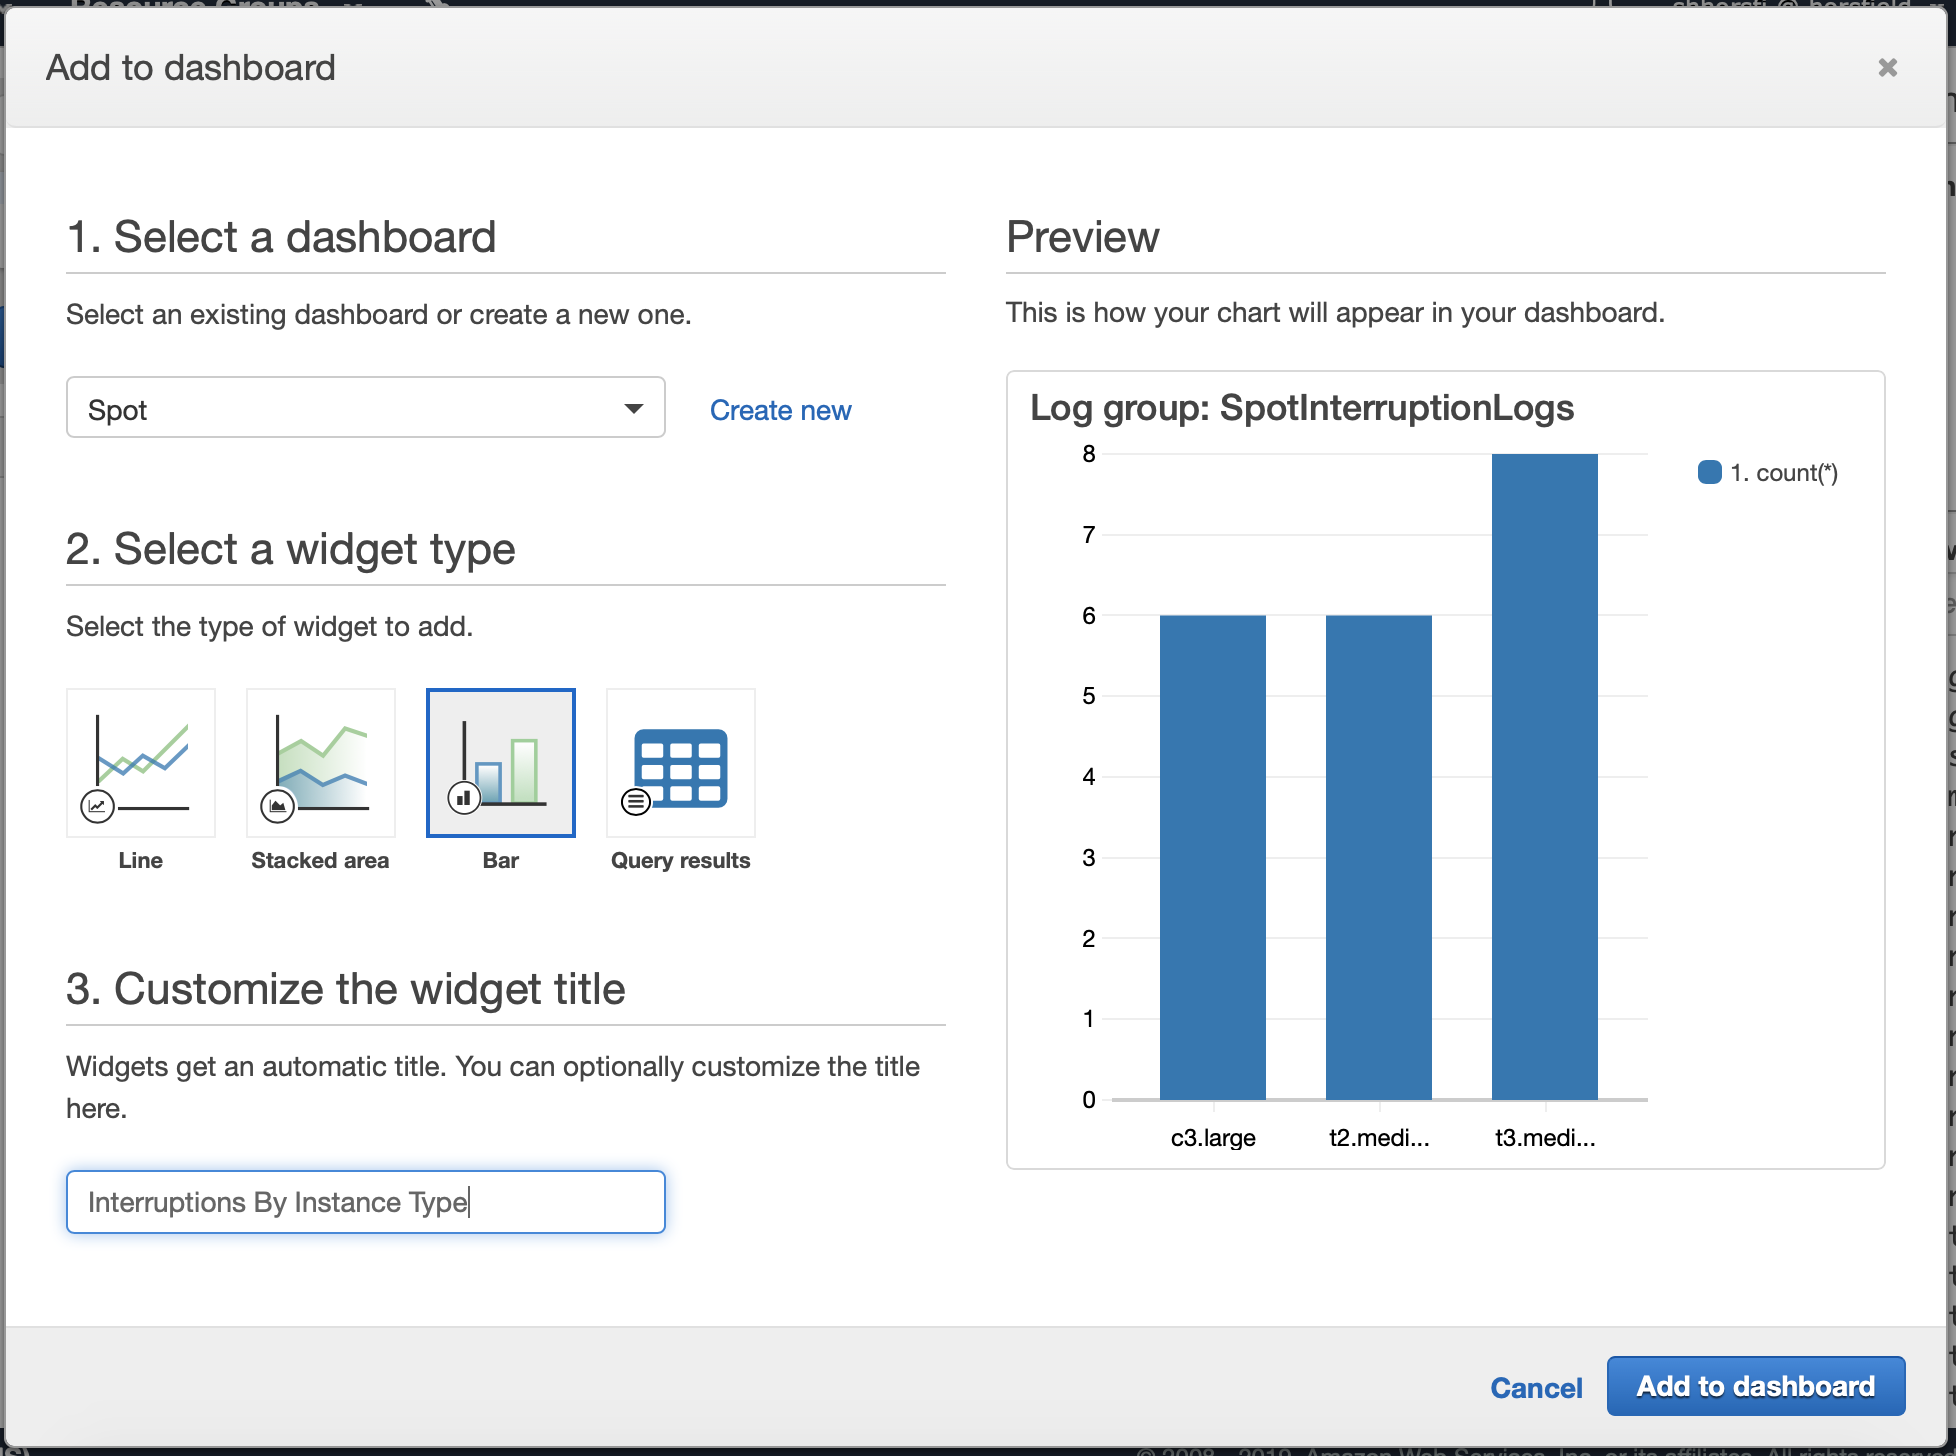 Resource Groups
Add to dashboard
1. Select a dashboard
Select an existing dashboard or create a new one.
Spot
Create new
2. Select a widget type
Select the type of widget to add.
Line
Stacked area
Bar
Query results
3. Customize the widget title
Widgets get an automatic title. You can optionally customize the title
here.
Interruptions By Instance Type
Preview
This is how your chart will appear in your dashboard.
Log group: SpotInterruptionLogs
8
7
6
5
4
3
2
1
0
1. count(*)
c3.large
t2.medi...
t3.medi...
Cancel
Add to dashboard